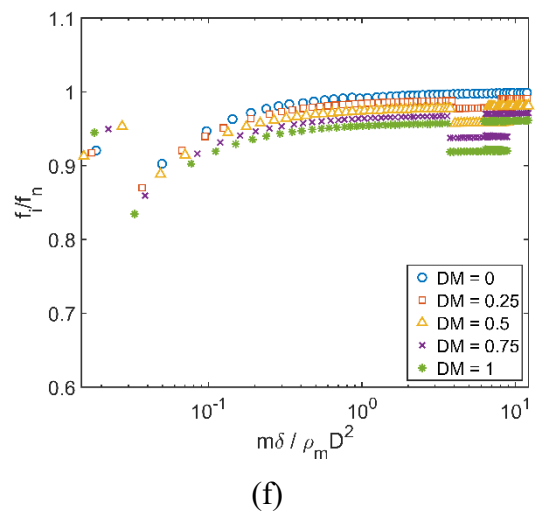 1.1
1
0.9
0.8
0.7
0.6
f_i/f_n
10^-1
10^0
10^1
mδ / ρ_m D^2
DM = 0
DM = 0.25
DM = 0.5
DM = 0.75
DM = 1
(f)